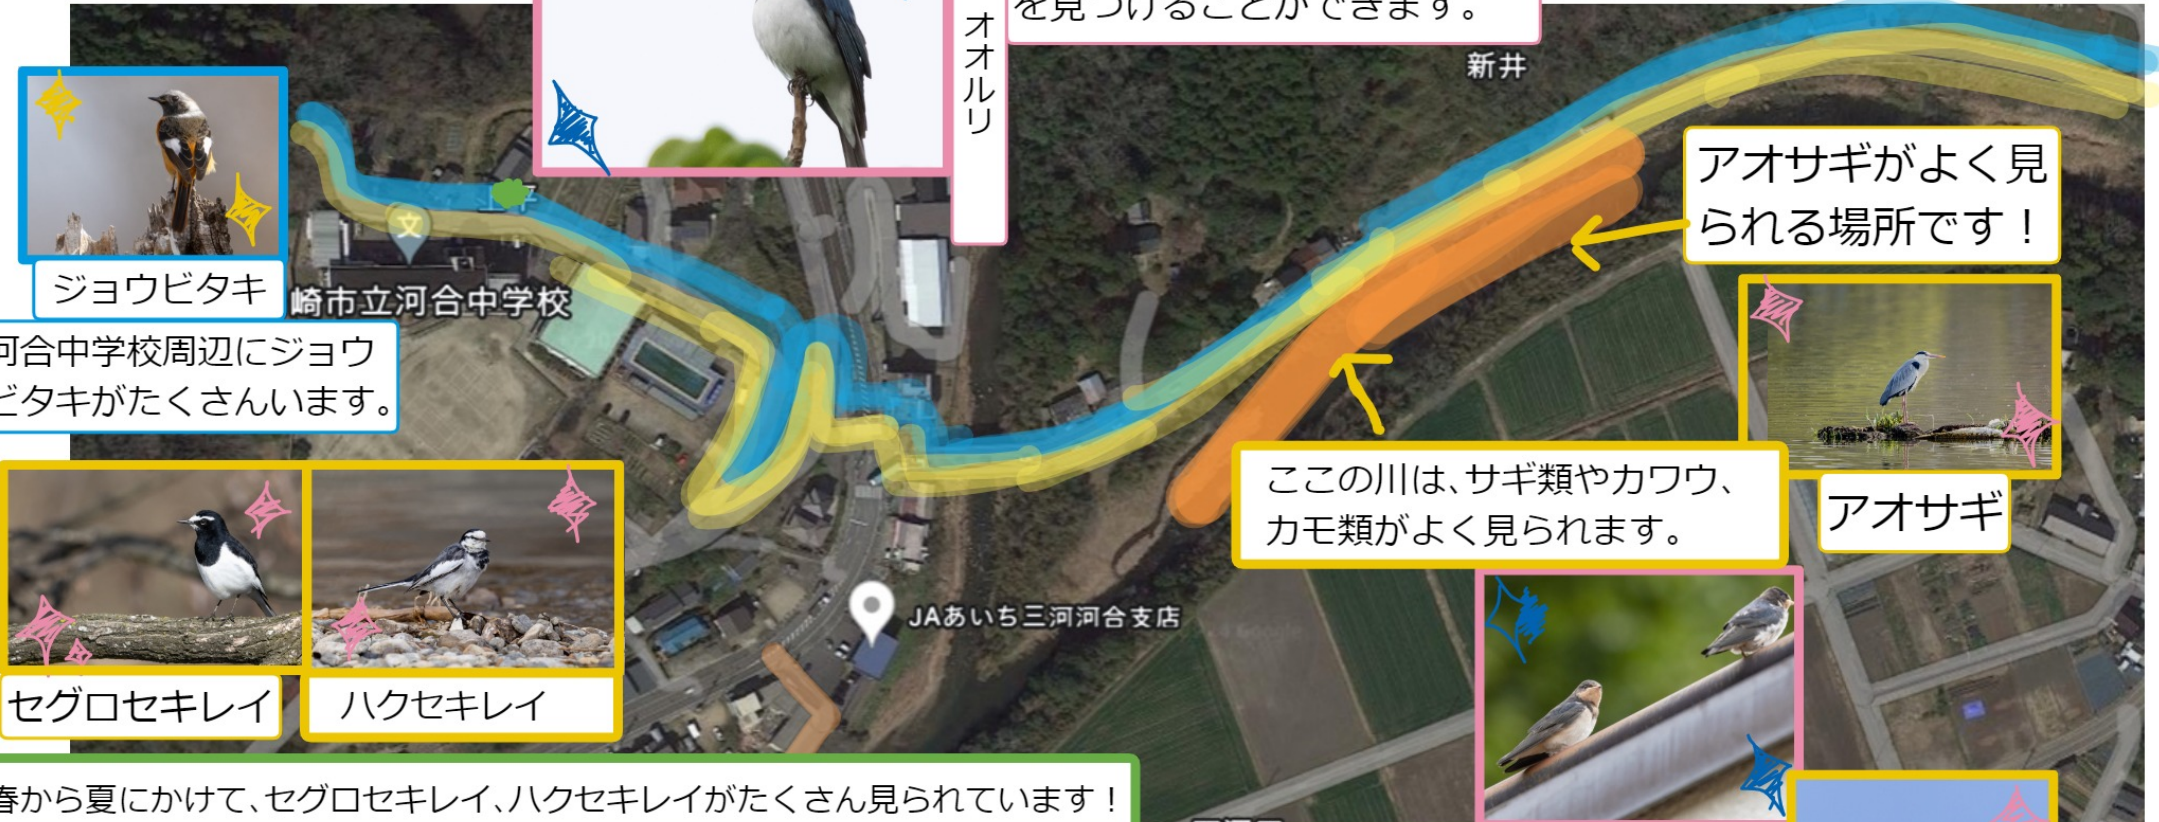 を見つけることができます。
オオルリ
新井
アオサギがよく見
られる場所です！
ジョウビタキ
文
崎市立河合中学校
河合中学校周辺にジョウ
ビタキがたくさんいます。
ここの川は、サギ類やカワウ、
カモ類がよく見られます。
アオサギ
JAあいち三河河合支店
セグロセキレイ
ハクセキレイ
春から夏にかけて、セグロセキレイ、ハクセキレイがたくさん見られています！